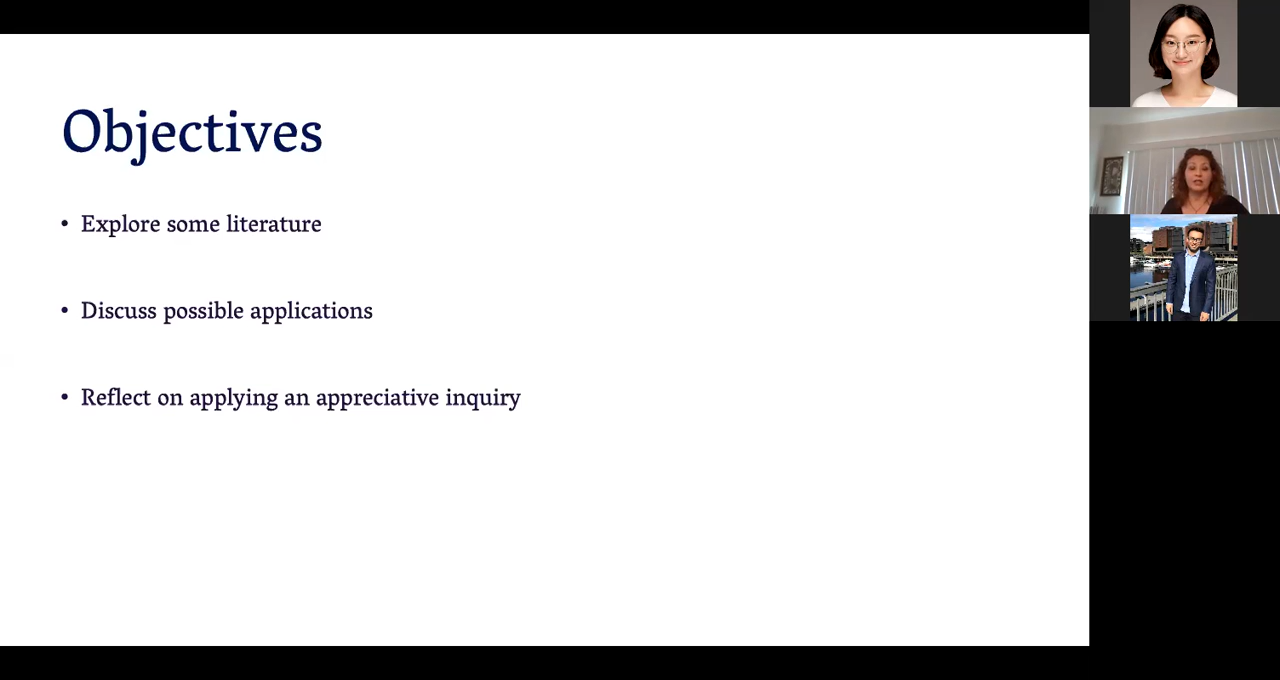 Objectives
• Explore some literature
• Discuss possible applications
• Reflect on applying an appreciative inquiry